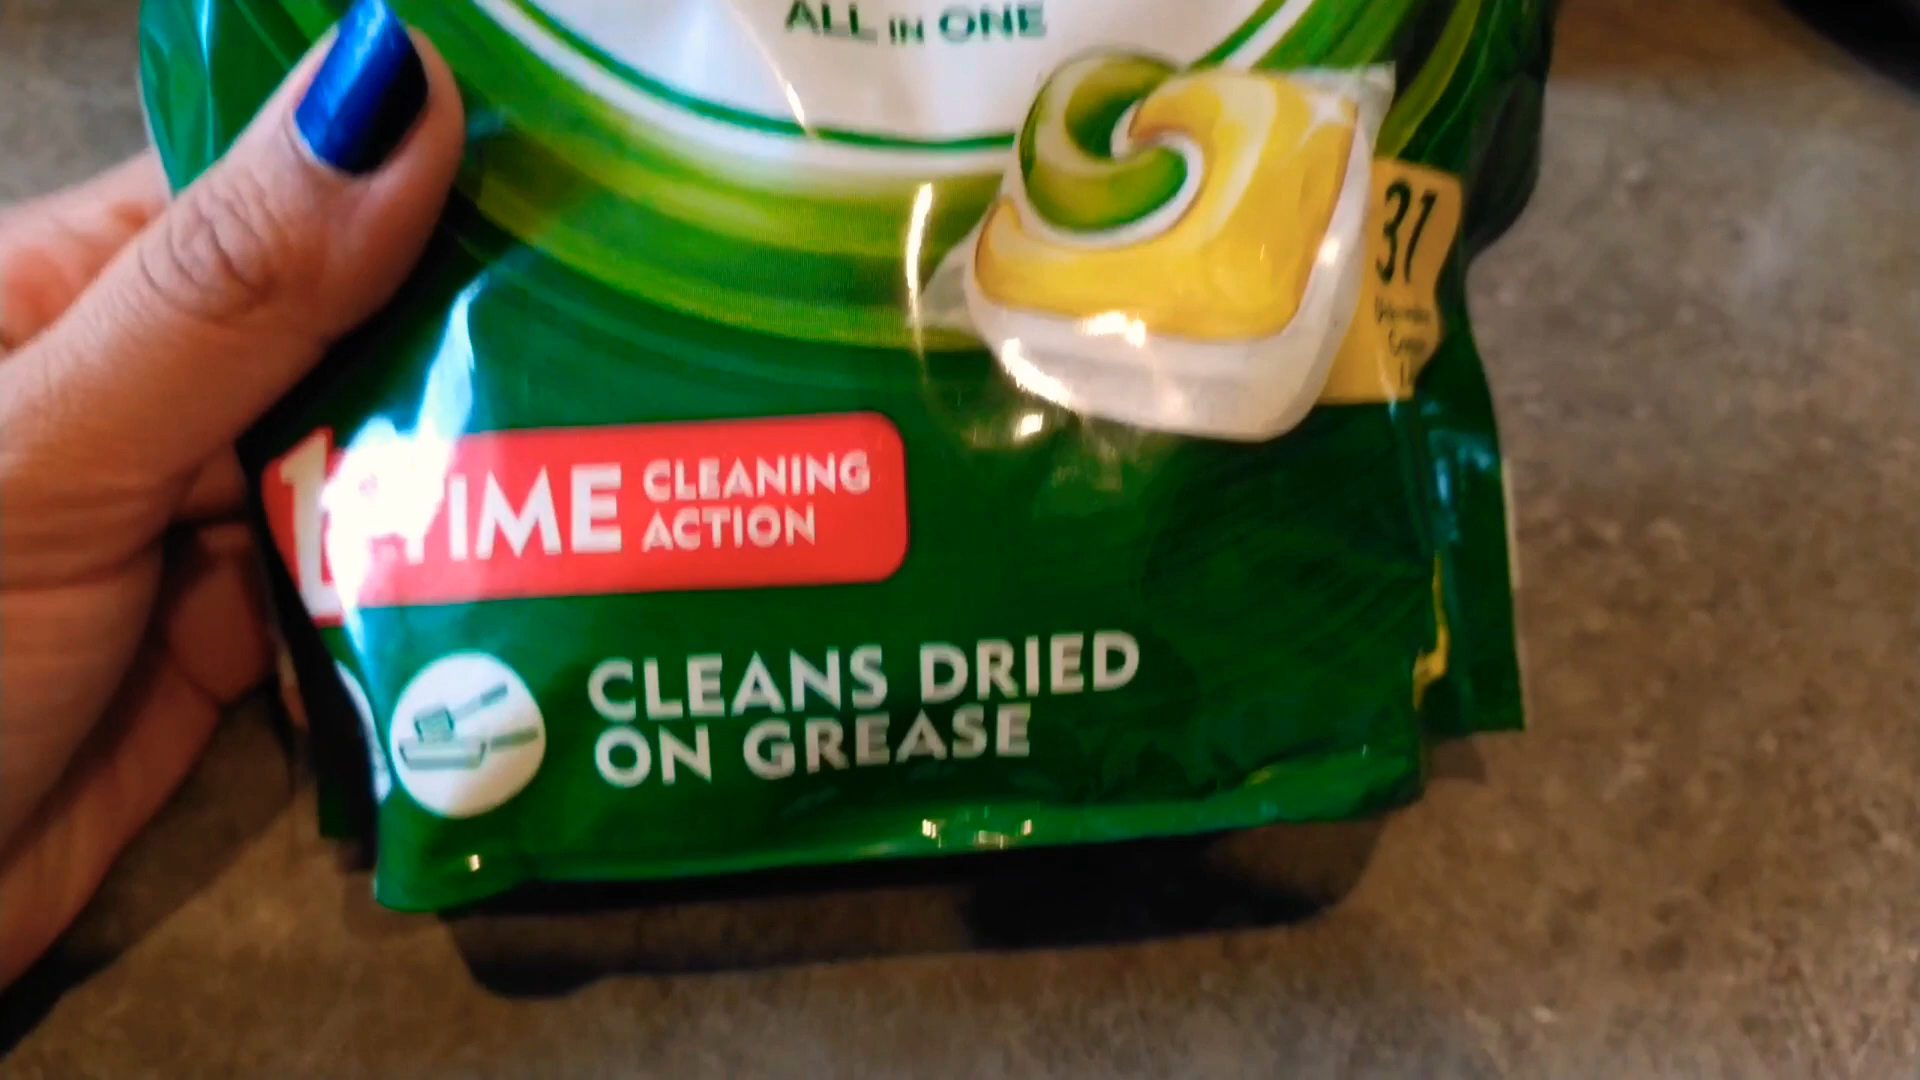 ALL IN ONE
31
TIME CLEANING
ACTION
CLEANS DRIED
ON GREASE